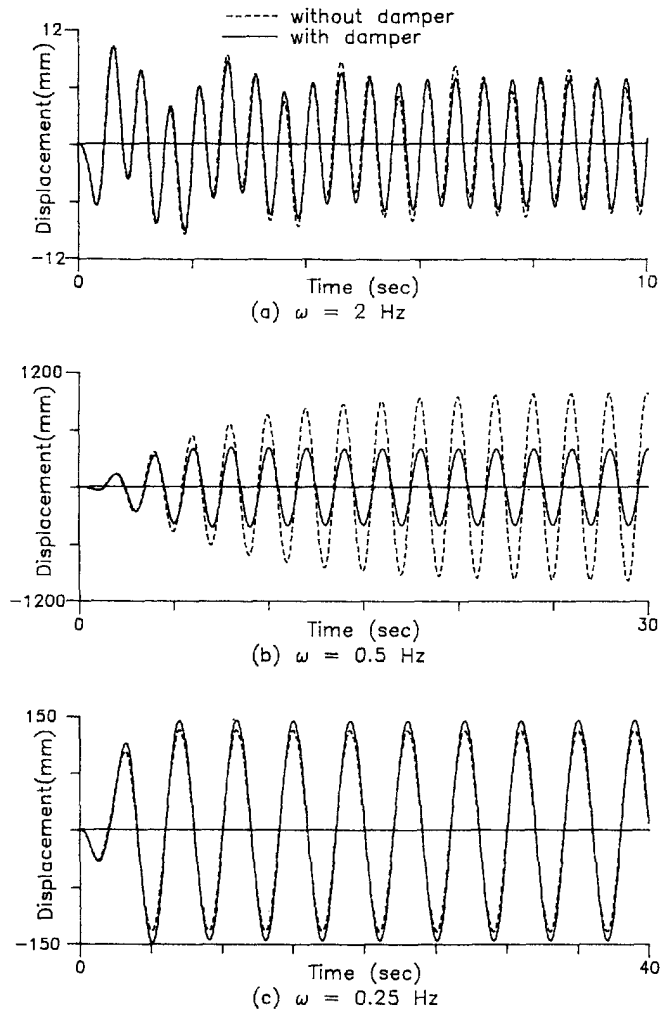 without damper
with damper
12
Displacement(mm)
-12
0
10
Time (sec)
(a) ω = 2 Hz
1200
Displacement(mm)
-1200
0
30
Time (sec)
(b) ω = 0.5 Hz
150
Displacement(mm)
-150
0
40
Time (sec)
(c) ω = 0.25 Hz